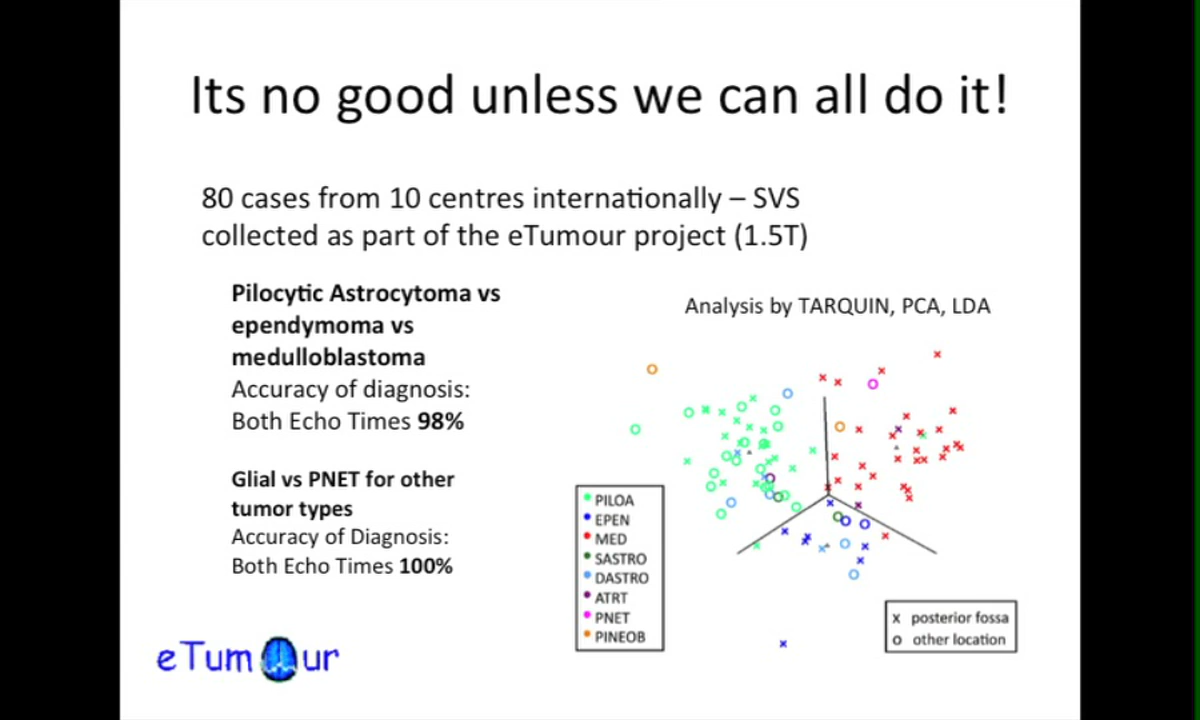 Its no good unless we can all do it!
80 cases from 10 centres internationally – SVS
collected as part of the eTumour project (1.5T)
Pilocytic Astrocytoma vs
ependymoma vs
medulloblastoma
Accuracy of diagnosis:
Both Echo Times 98%
Glial vs PNET for other
tumor types
Accuracy of Diagnosis:
Both Echo Times 100%
Analysis by TARQUIN, PCA, LDA
PILOA
EPEN
MED
SASTRO
DASTRO
ATRT
PNET
PINEOB
x posterior fossa
o other location
eTumour